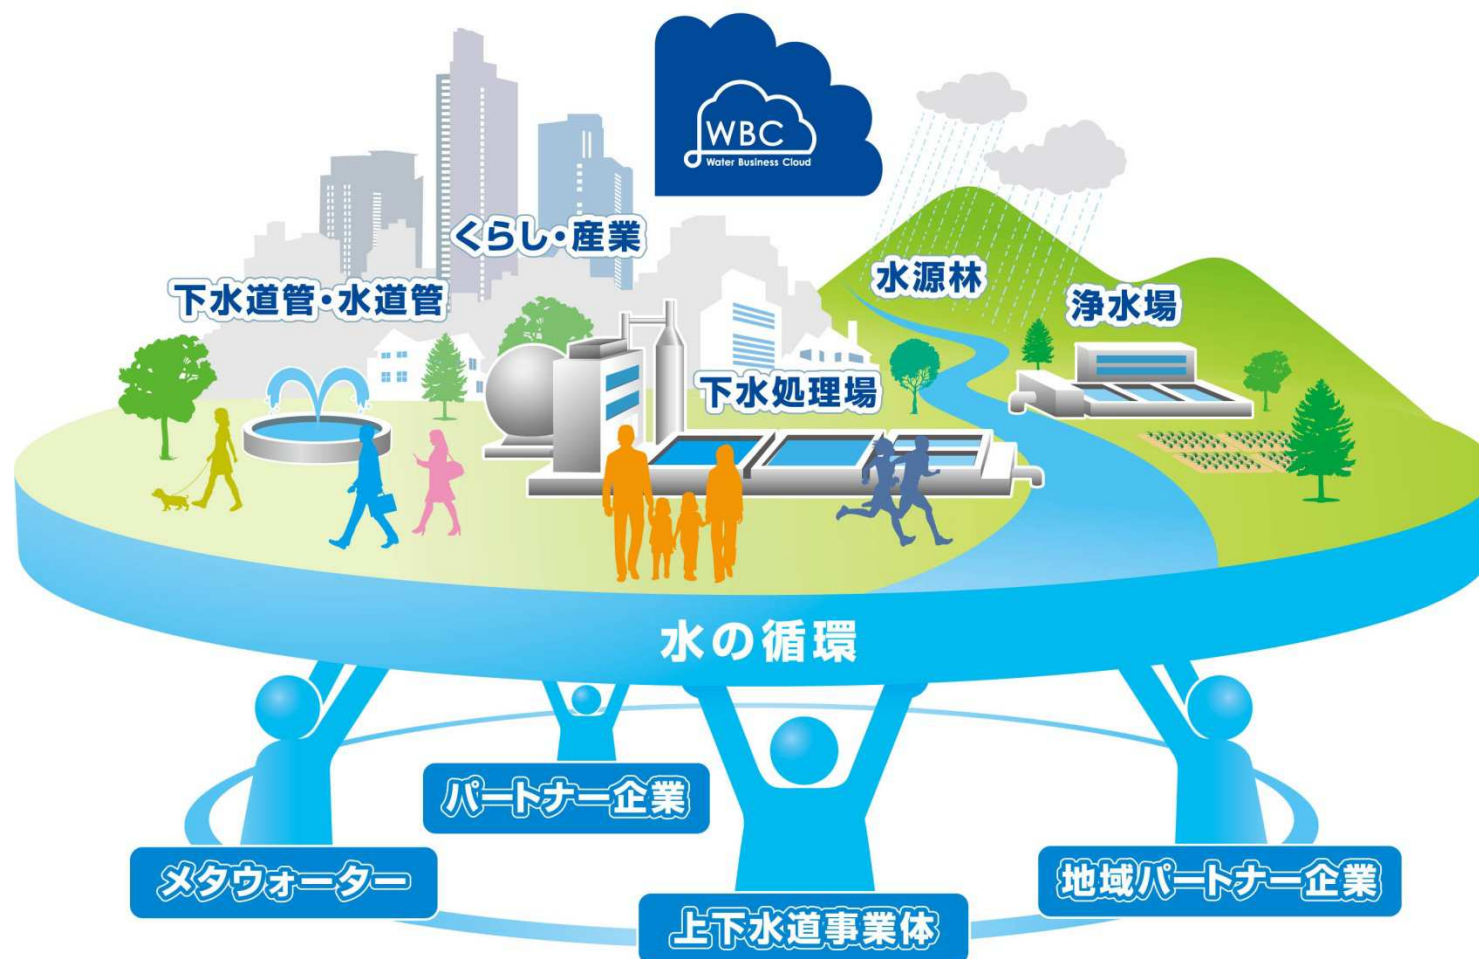 WBC
Water Business Cloud
くらし・産業
水源林
下水道管・水道管
浄水場
下水処理場
水の循環
パートナー企業
メタウォーター
地域パートナー企業
上下水道事業体